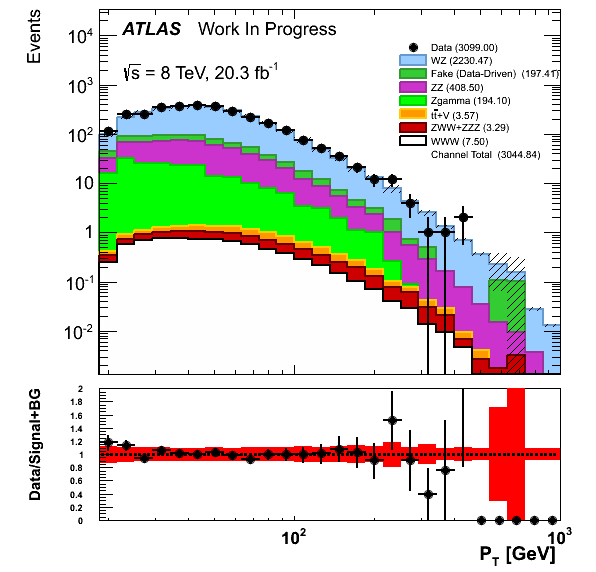 Events
10⁴
10³
10²
10
1
10⁻¹
10⁻²
ATLAS Work In Progress
√s = 8 TeV, 20.3 fb⁻¹
Data (3099.00)
WZ (2230.47)
Fake (Data-Driven) (197.41)
ZZ (408.50)
Zgamma (194.10)
tt̄+V (3.57)
ZWW+ZZZ (3.29)
WWW (7.50)
Channel Total (3044.84)
Data/Signal+BG
2
1.8
1.6
1.4
1.2
1
0.8
0.6
0.4
0.2
0
10² 10³
P_T [GeV]